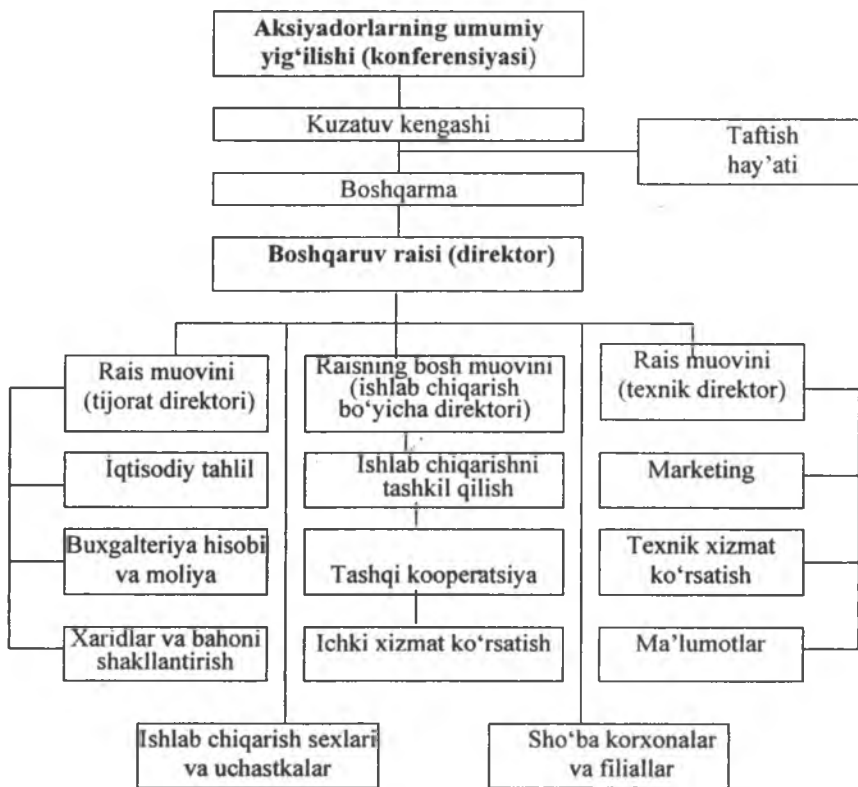 Aksiyadorlarning umumiy
yig‘ilishi (konferensiyasi)
Kuzatuv kengashi
Taftish
hay’ati
Boshqarma
Boshqaruv raisi (direktor)
Rais muovini
(tijorat direktori)
Raisning bosh muovini
(ishlab chiqarish
bo‘yicha direktori)
Rais muovini
(texnik direktor)
Iqtisodiy tahlil
Ishlab chiqarishni
tashkil qilish
Marketing
Buxgalteriya hisobi
va moliya
Tashqi kooperatsiya
Texnik xizmat
ko‘rsatish
Xaridlar va bahoni
shakllantirish
Ichki xizmat ko‘rsatish
Ma’lumotlar
Ishlab chiqarish sexlari
va uchastkalar
Sho‘ba korxonalar
va filiallar